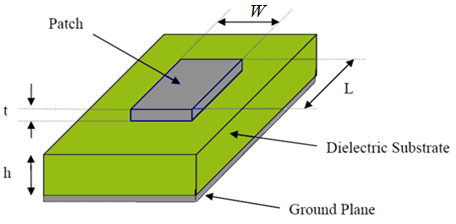 W
Patch
t
L
Dielectric Substrate
h
Ground Plane